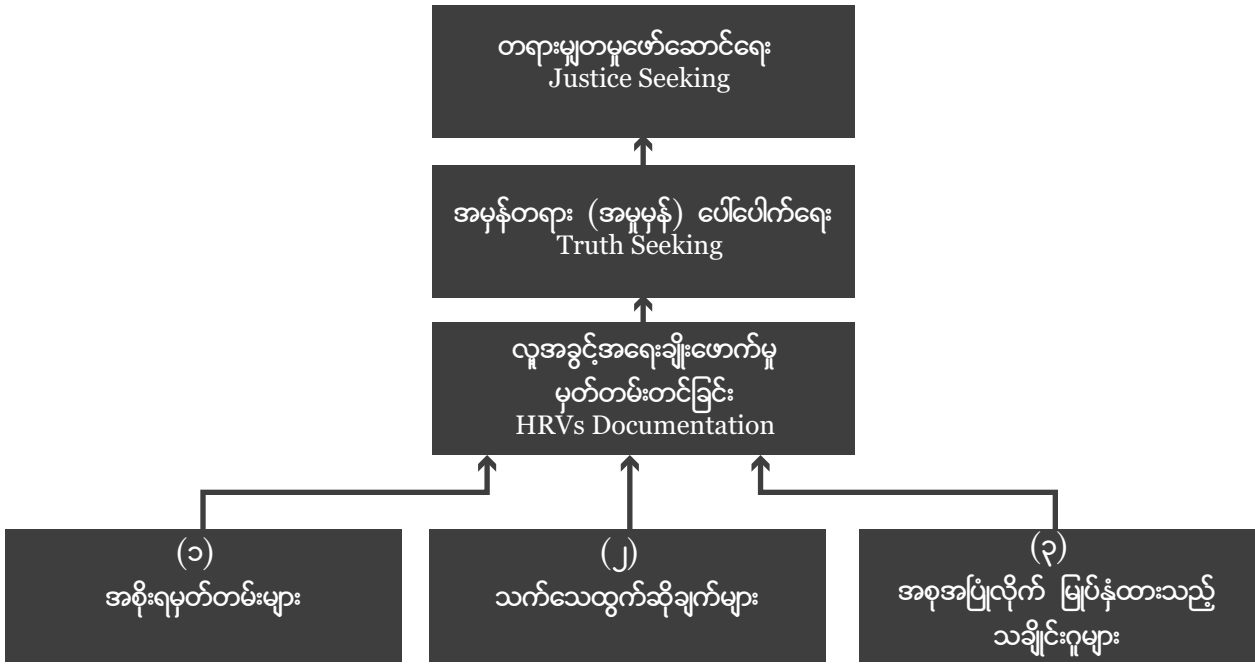 တရားမျှတမှုဖော်ဆောင်ရေး
Justice Seeking
အမှန်တရား (အမှုမှန်) ပေါ်ပေါက်ရေး
Truth Seeking
လူအခွင့်အရေးချိုးဖောက်မှု
မှတ်တမ်းတင်ခြင်း
HRVs Documentation
(၁)
အစိုးရမှတ်တမ်းများ
(၂)
သက်သေထွက်ဆိုချက်များ
(၃)
အစုအပြုံလိုက် မြှုပ်နှံထားသည့်
သချိုင်းဂူများ